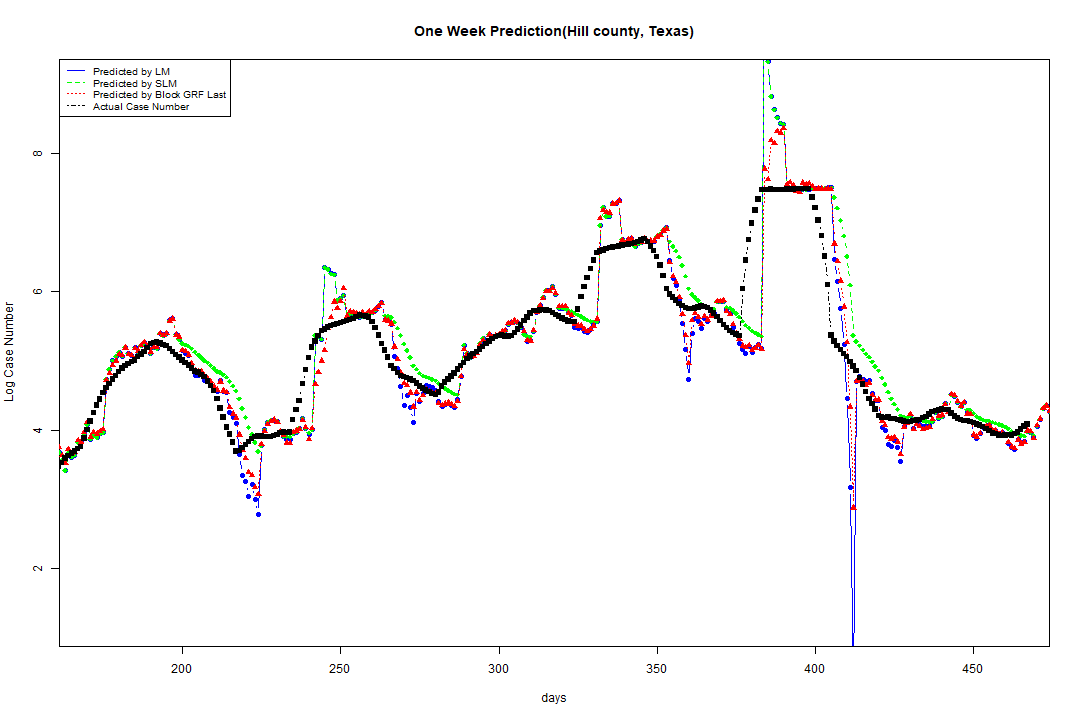 One Week Prediction(Hill county, Texas)
Predicted by LM
Predicted by SLM
Predicted by Block GRF Last
Actual Case Number
8
6
4
2
Log Case Number
200 250 300 350 400 450
days